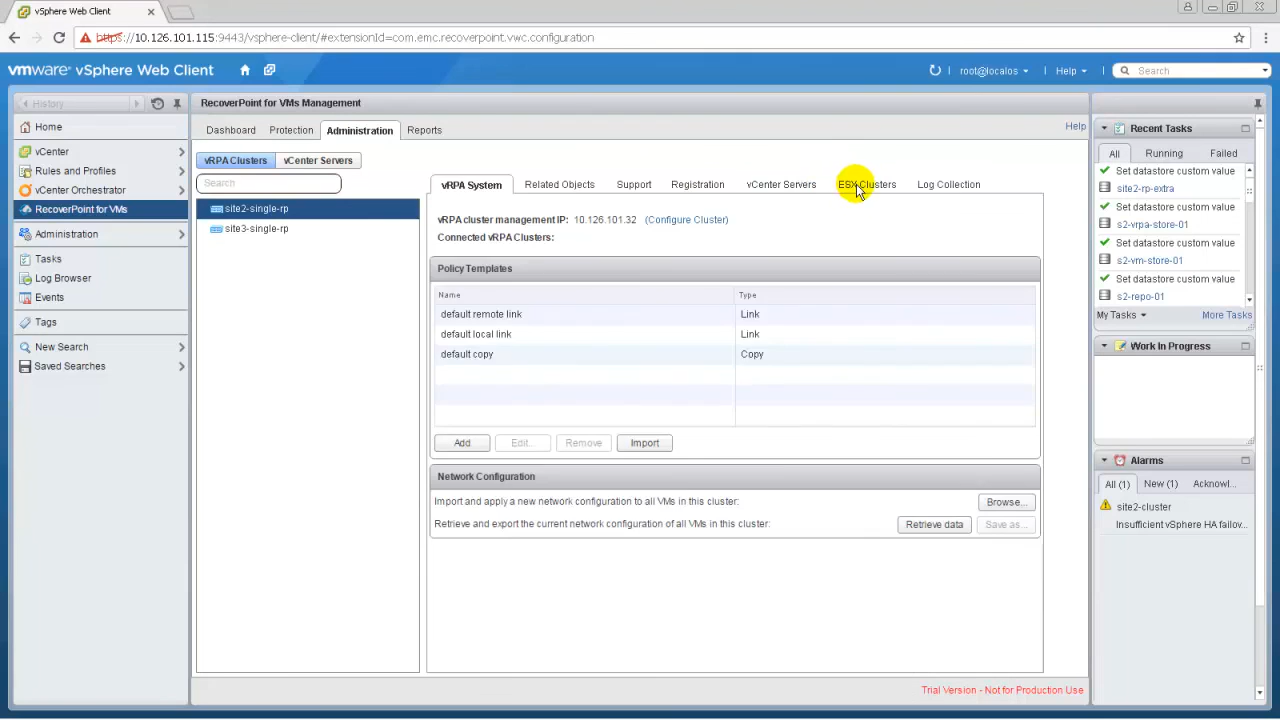 vSphere Web Client
https://10.126.101.115:9443/vsphere-client/#extensionId=com.emc.recoverpoint.vwc.configuration
vmware® vSphere Web Client
root@localos
Help
Search
History
Home
vCenter
Rules and Profiles
vCenter Orchestrator
RecoverPoint for VMs
Administration
Tasks
Log Browser
Events
Tags
New Search
Saved Searches
RecoverPoint for VMs Management
Dashboard
Protection
Administration
Reports
Help
vRPA Clusters
vCenter Servers
Search
site2-single-rp
site3-single-rp
vRPA System
Related Objects
Support
Registration
vCenter Servers
ESX Clusters
Log Collection
vRPA cluster management IP: 10.126.101.32 (Configure Cluster)
Connected vRPA Clusters:
Policy Templates
Name
Type
default remote link
Link
default local link
Link
default copy
Copy
Add
Edit...
Remove
Import
Network Configuration
Import and apply a new network configuration to all VMs in this cluster:
Browse...
Retrieve and export the current network configuration of all VMs in this cluster:
Retrieve data
Save as...
Trial Version - Not for Production Use
Recent Tasks
All
Running
Failed
Set datastore custom value
site2-rp-extra
Set datastore custom value
s2-vrpa-store-01
Set datastore custom value
s2-vm-store-01
Set datastore custom value
s2-repo-01
My Tasks
More Tasks
Work In Progress
Alarms
All (1)
New (1)
Acknowl...
site2-cluster
Insufficient vSphere HA failov...